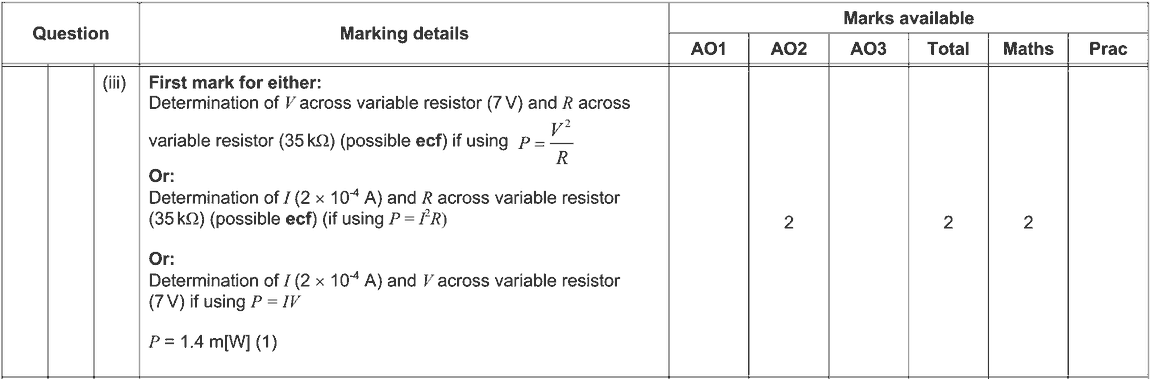 Question Marking details Marks available
AO1 AO2 AO3 Total Maths Prac
(iii) First mark for either:
Determination of V across variable resistor (7 V) and R across
variable resistor (35 kΩ) (possible ecf) if using P = V²/R
Or:
Determination of I (2 × 10⁻⁴ A) and R across variable resistor
(35 kΩ) (possible ecf) (if using P = I²R)
2 2 2
Or:
Determination of I (2 × 10⁻⁴ A) and V across variable resistor
(7 V) if using P = IV
P = 1.4 m[W] (1)